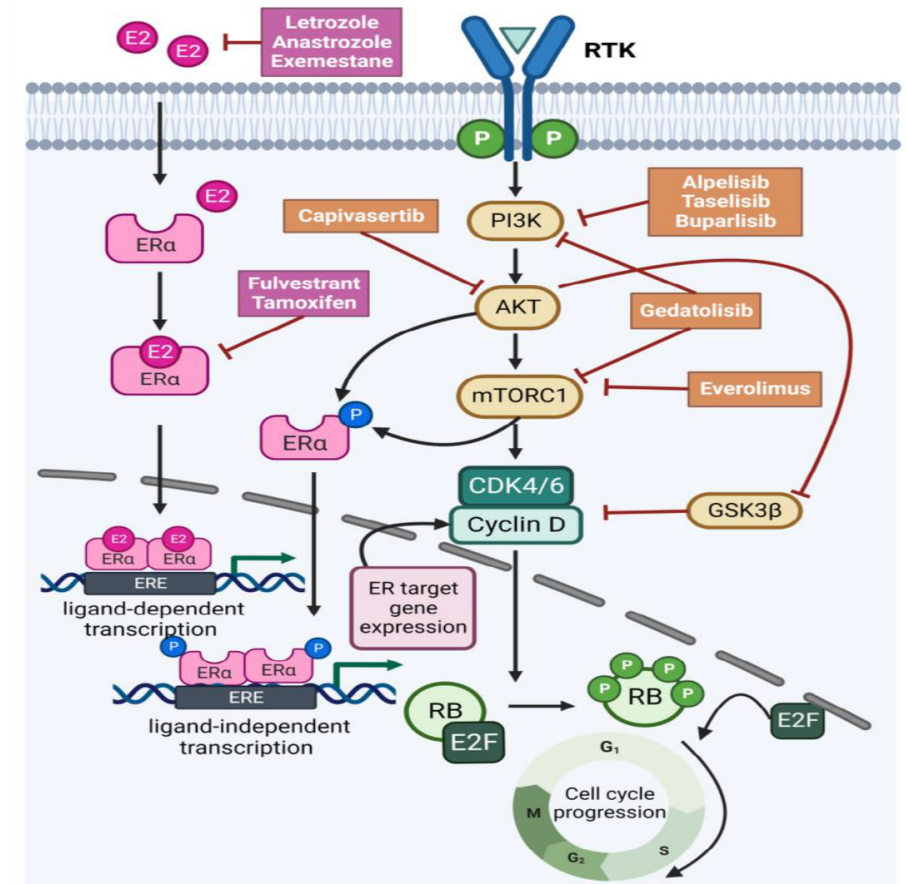 Letrozole
Anastrozole
Exemestane
E2
E2
RTK
P
P
E2
ERα
Capivasertib
PI3K
Alpelisib
Taselisib
Buparlisib
Fulvestrant
Tamoxifen
AKT
Gedatolisib
E2
ERα
mTORC1
Everolimus
P
ERα
CDK4/6
Cyclin D
GSK3β
E2
E2
ERα
ERα
ERE
ligand-dependent
transcription
ER target
gene
expression
P
P
ERα
ERα
ERE
ligand-independent
transcription
RB
E2F
P
P
P
P
RB
E2F
G₁
Cell cycle
progression
M
S
G₂